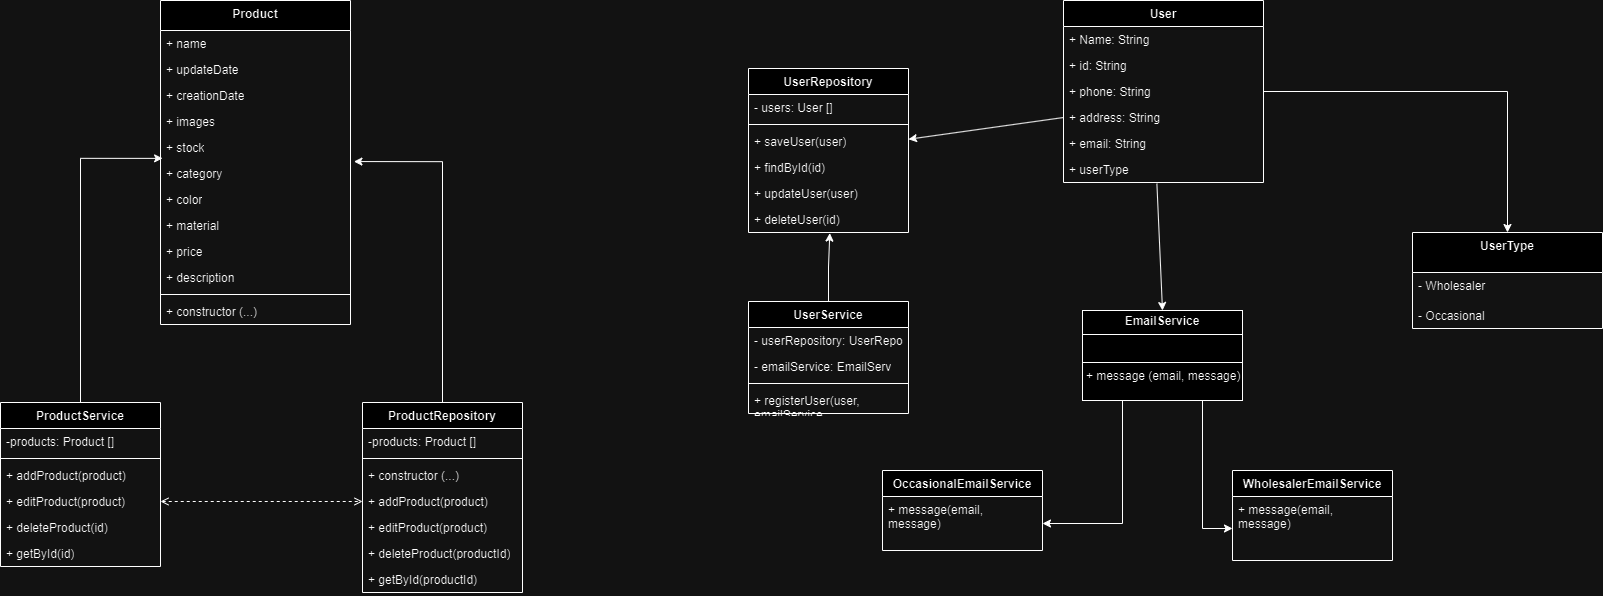 Product
+ name
+ updateDate
+ creationDate
+ images
+ stock
+ category
+ color
+ material
+ price
+ description
+ constructor (...)
ProductService
-products: Product []
+ addProduct(product)
+ editProduct(product)
+ deleteProduct(id)
+ getById(id)
ProductRepository
-products: Product []
+ constructor (...)
+ addProduct(product)
+ editProduct(product)
+ deleteProduct(productId)
+ getById(productId)
UserRepository
- users: User []
+ saveUser(user)
+ findById(id)
+ updateUser(user)
+ deleteUser(id)
UserService
- userRepository: UserRepo
- emailService: EmailServ
+ registerUser(user,
emailService
User
+ Name: String
+ id: String
+ phone: String
+ address: String
+ email: String
+ userType
UserType
- Wholesaler
- Occasional
EmailService
+ message (email, message)
OccasionalEmailService
+ message(email,
message)
WholesalerEmailService
+ message(email,
message)